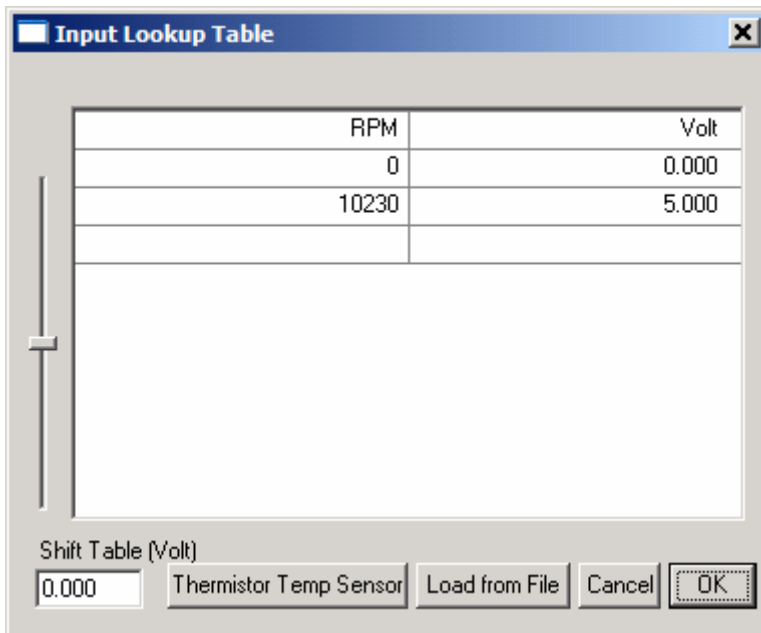 Input Lookup Table
RPM Volt
0 0.000
10230 5.000
Shift Table (Volt)
0.000 Thermistor Temp Sensor Load from File Cancel OK